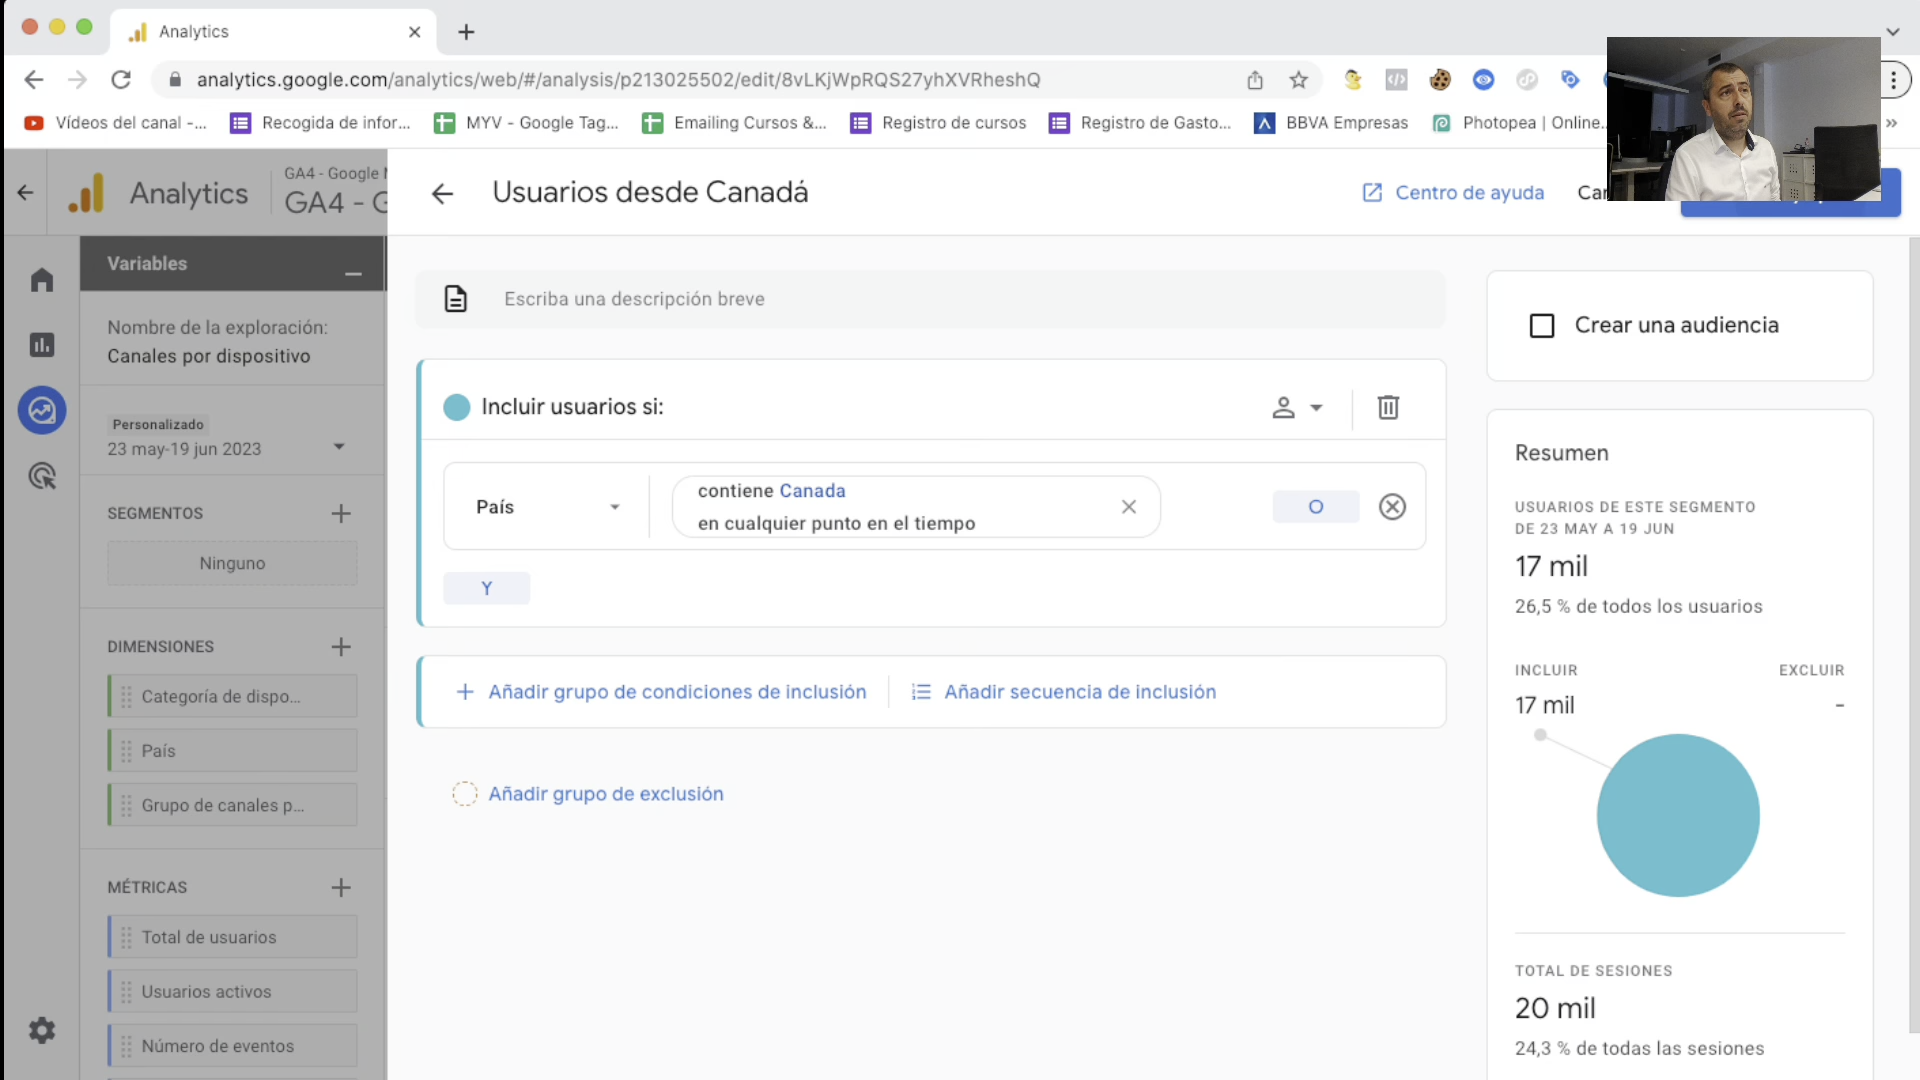 Analytics
analytics.google.com/analytics/web/#/analysis/p213025502/edit/8vLKjWpRQS27yhXVRheshQ
Vídeos del canal -...
Recogida de infor...
MYV - Google Tag...
Emailing Cursos &...
Registro de cursos
Registro de Gasto...
BBVA Empresas
Photopea | Online...
»
Analytics
GA4 - Google
GA4 -
Usuarios desde Canadá
Centro de ayuda
Variables
Nombre de la exploración:
Canales por dispositivo
Personalizado
23 may-19 jun 2023
SEGMENTOS
Ninguno
DIMENSIONES
Categoría de dispo...
País
Grupo de canales p...
MÉTRICAS
Total de usuarios
Usuarios activos
Número de eventos
Escriba una descripción breve
Incluir usuarios si:
País
contiene Canada
en cualquier punto en el tiempo
O
Y
Añadir grupo de condiciones de inclusión
Añadir secuencia de inclusión
Añadir grupo de exclusión
Crear una audiencia
Resumen
USUARIOS DE ESTE SEGMENTO
DE 23 MAY A 19 JUN
17 mil
26,5 % de todos los usuarios
INCLUIR
EXCLUIR
17 mil
-
TOTAL DE SESIONES
20 mil
24,3 % de todas las sesiones